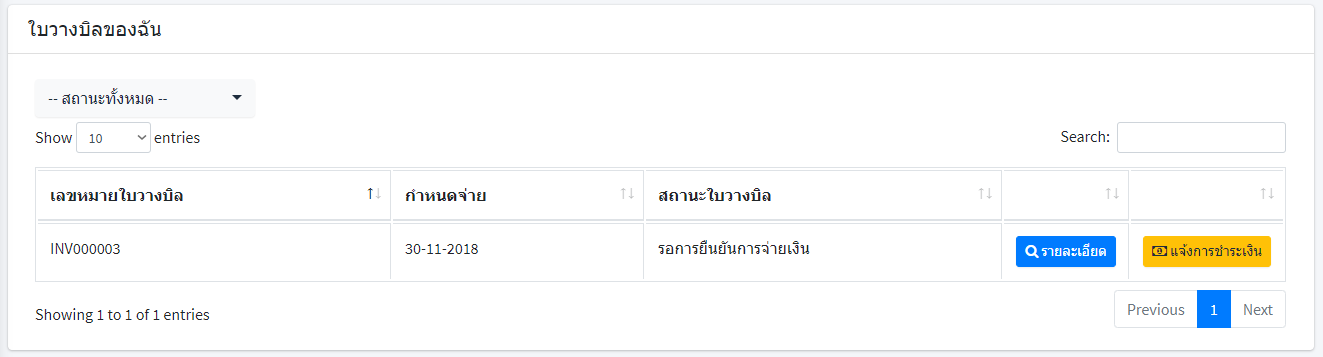 ใบวางบิลของฉัน
-- สถานะทั้งหมด --
Show 10 entries
Search:
เลขหมายใบวางบิล กำหนดจ่าย สถานะใบวางบิล
INV000003 30-11-2018 รอการยืนยันการจ่ายเงิน รายละเอียด แจ้งการชำระเงิน
Showing 1 to 1 of 1 entries
Previous 1 Next